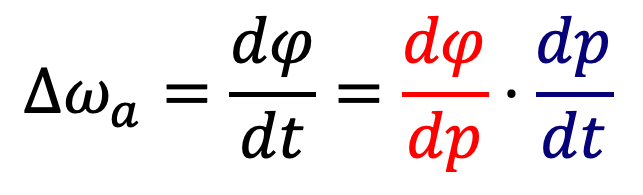 Δω_a = dφ/dt = dφ/dp · dp/dt